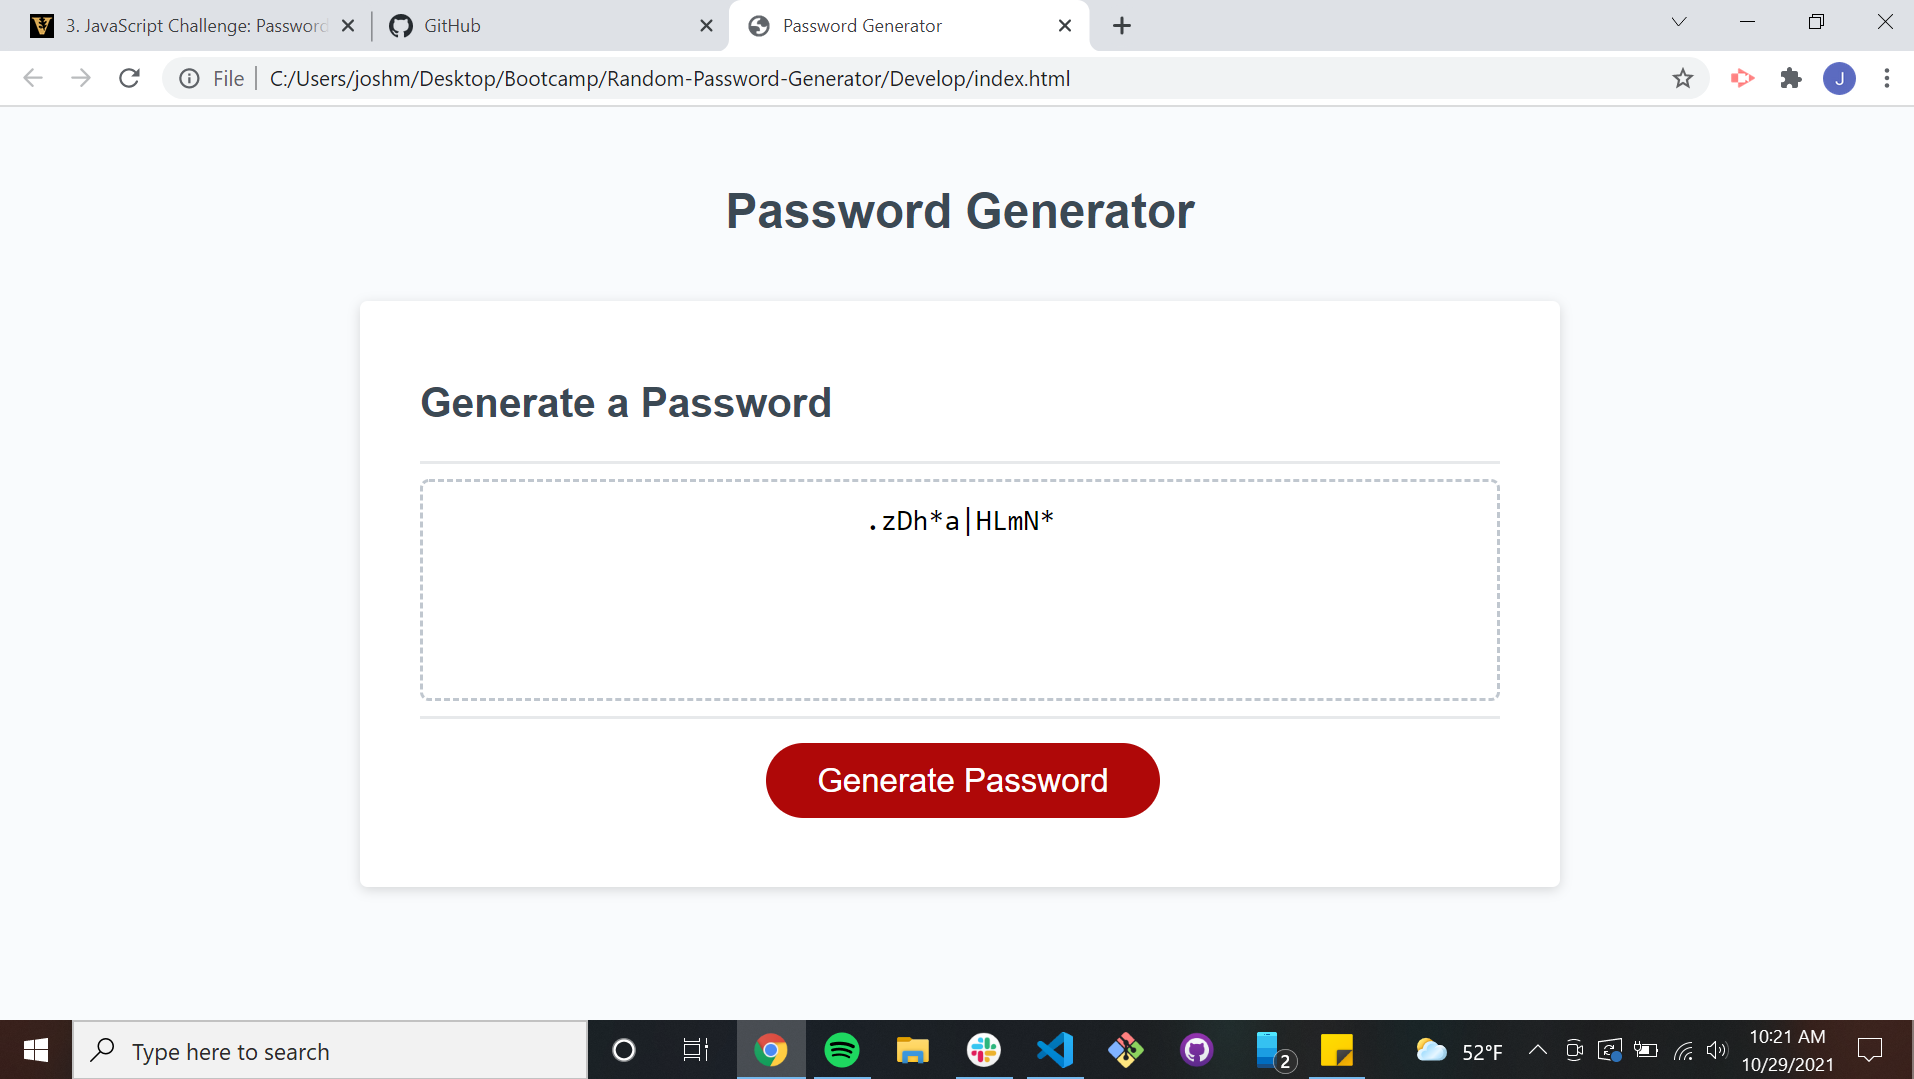 3. JavaScript Challenge: Password
GitHub
Password Generator
File
C:/Users/joshm/Desktop/Bootcamp/Random-Password-Generator/Develop/index.html
J
Password Generator
Generate a Password
.zDh*a|HLmN*
Generate Password
Type here to search
2
52°F
10:21 AM
10/29/2021